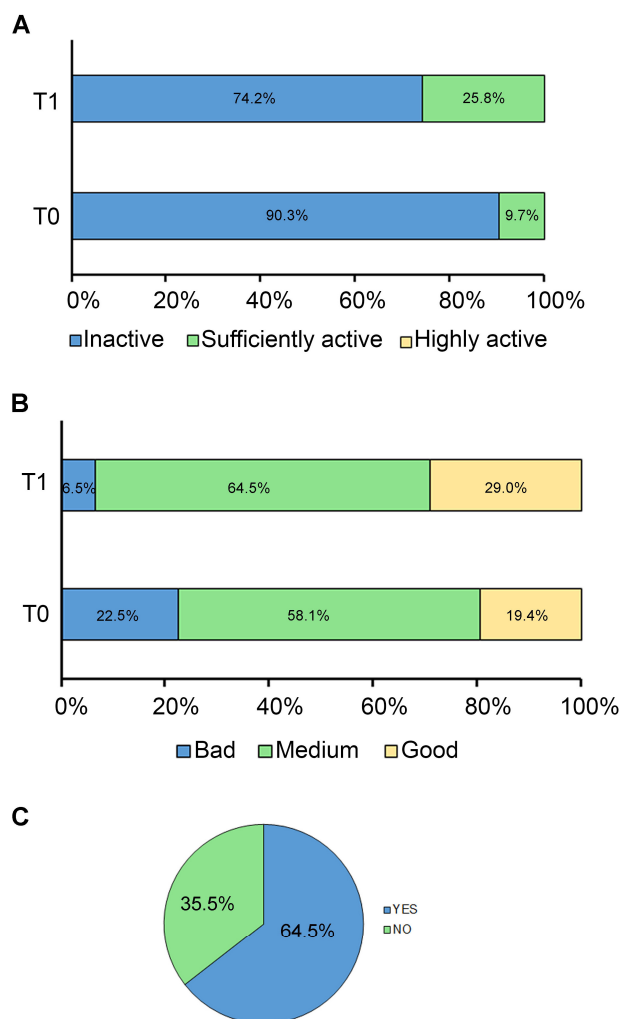 A
T1
74.2%
25.8%
T0
90.3%
9.7%
0%
20%
40%
60%
80%
100%
Inactive
Sufficiently active
Highly active
B
T1
6.5%
64.5%
29.0%
T0
22.5%
58.1%
19.4%
0%
20%
40%
60%
80%
100%
Bad
Medium
Good
C
35.5%
64.5%
YES
NO